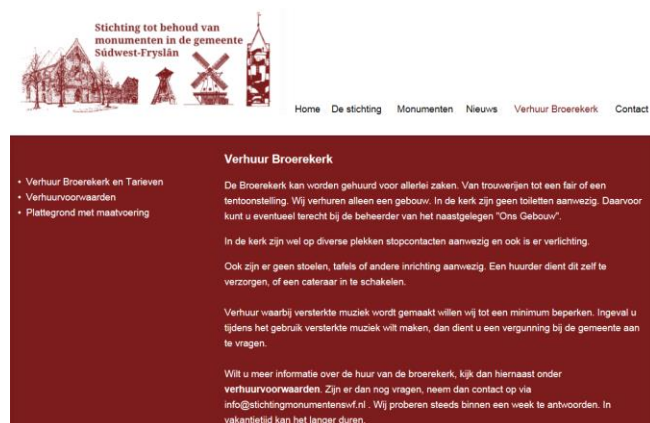 Stichting tot behoud van
monumenten in de gemeente
Súdwest-Fryslân
Home De stichting Monumenten Nieuws Verhuur Broerekerk Contact
• Verhuur Broerekerk en Tarieven
• Verhuurvoorwaarden
• Plattegrond met maatvoering
Verhuur Broerekerk
De Broerekerk kan worden gehuurd voor allerlei zaken. Van trouwerijen tot een fair of een
tentoonstelling. Wij verhuren alleen een gebouw. In de kerk zijn geen toiletten aanwezig. Daarvoor
kunt u eventueel terecht bij de beheerder van het naastgelegen "Ons Gebouw".
In de kerk zijn wel op diverse plekken stopcontacten aanwezig en ook is er verlichting.
Ook zijn er geen stoelen, tafels of andere inrichting aanwezig. Een huurder dient dit zelf te
verzorgen, of een cateraar in te schakelen.
Verhuur waarbij versterkte muziek wordt gemaakt willen wij tot een minimum beperken. Ingeval u
tijdens het gebruik versterkte muziek wilt maken, dan dient u een vergunning bij de gemeente aan
te vragen.
Wilt u meer informatie over de huur van de broerekerk, kijk dan hiernaast onder
verhuurvoorwaarden. Zijn er dan nog vragen, neem dan contact op via
info@stichtingmonumentenswf.nl . Wij proberen steeds binnen een week te antwoorden. In
vakantietijd kan het langer duren.